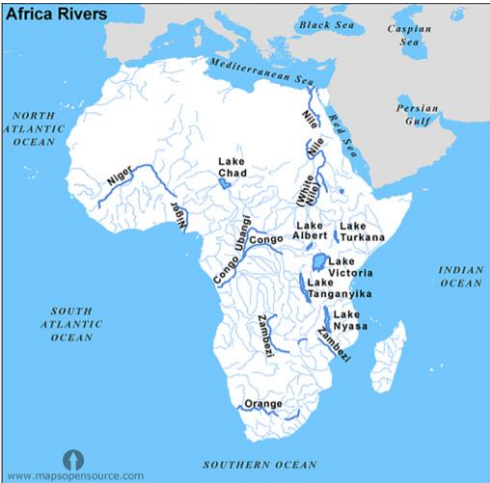 Africa Rivers
Black Sea
Caspian
Sea
Mediterranean Sea
Persian
Gulf
NORTH
ATLANTIC
OCEAN
Nile
Red Sea
Nile
Lake
Chad
(White
Nile)
Niger
Niger
Ubangi
Congo
Congo
Lake
Albert
Lake
Turkana
Lake
Victoria
INDIAN
OCEAN
Lake
Tanganyika
SOUTH
ATLANTIC
OCEAN
Lake
Nyasa
Zambezi
Zambezi
Orange
SOUTHERN OCEAN
www.mapsopensource.com